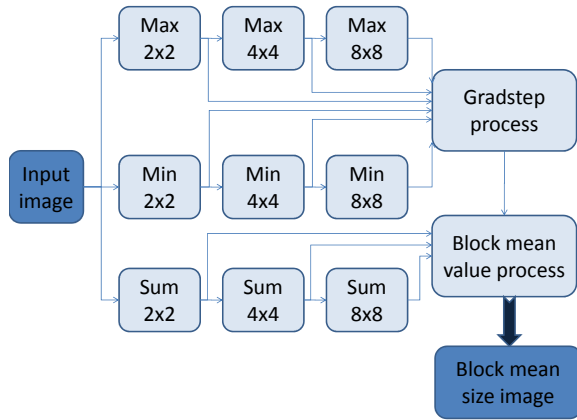 Max
2x2
Max
4x4
Max
8x8
Gradstep
process
Input
image
Min
2x2
Min
4x4
Min
8x8
Block mean
value process
Sum
2x2
Sum
4x4
Sum
8x8
Block mean
size image